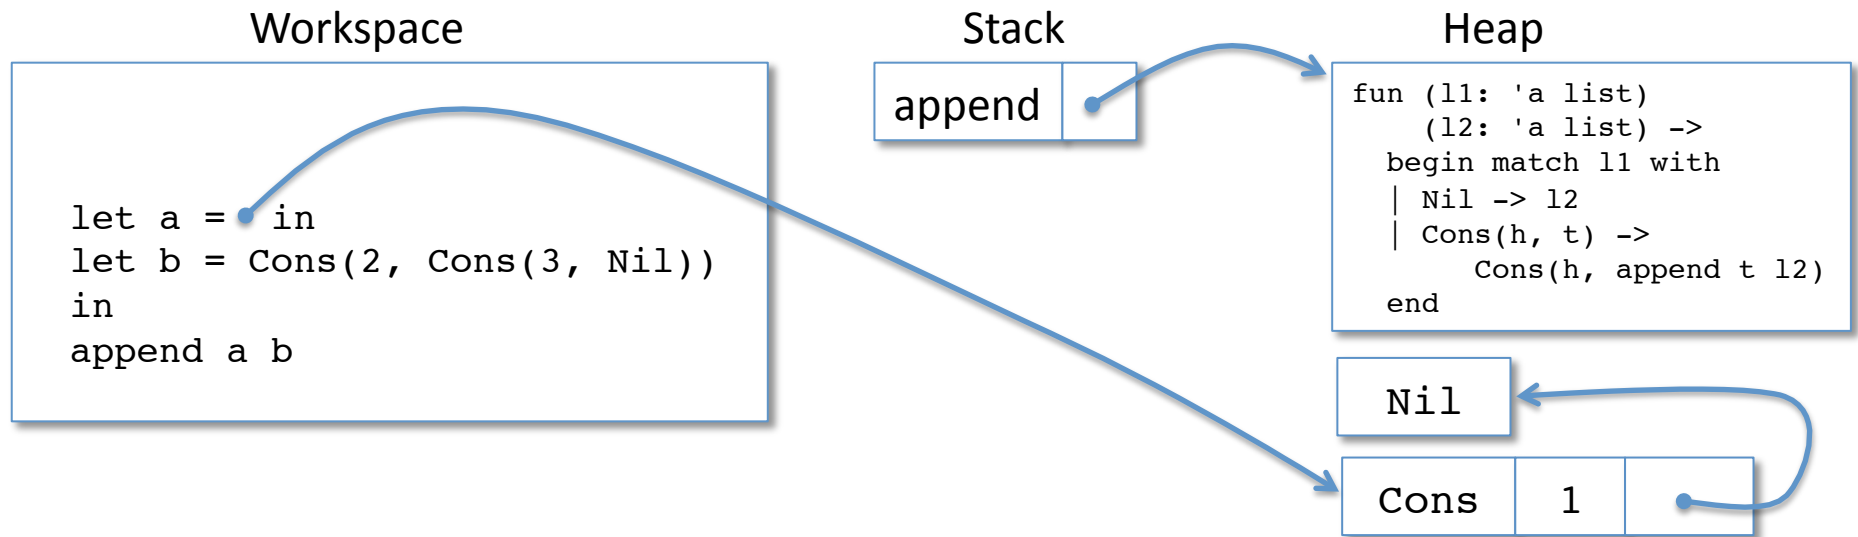 Workspace
Stack
Heap
let a = in
let b = Cons(2, Cons(3, Nil))
in
append a b
append
fun (l1: 'a list)
(l2: 'a list) ->
begin match l1 with
| Nil -> l2
| Cons(h, t) ->
Cons(h, append t l2)
end
Nil
Cons 1